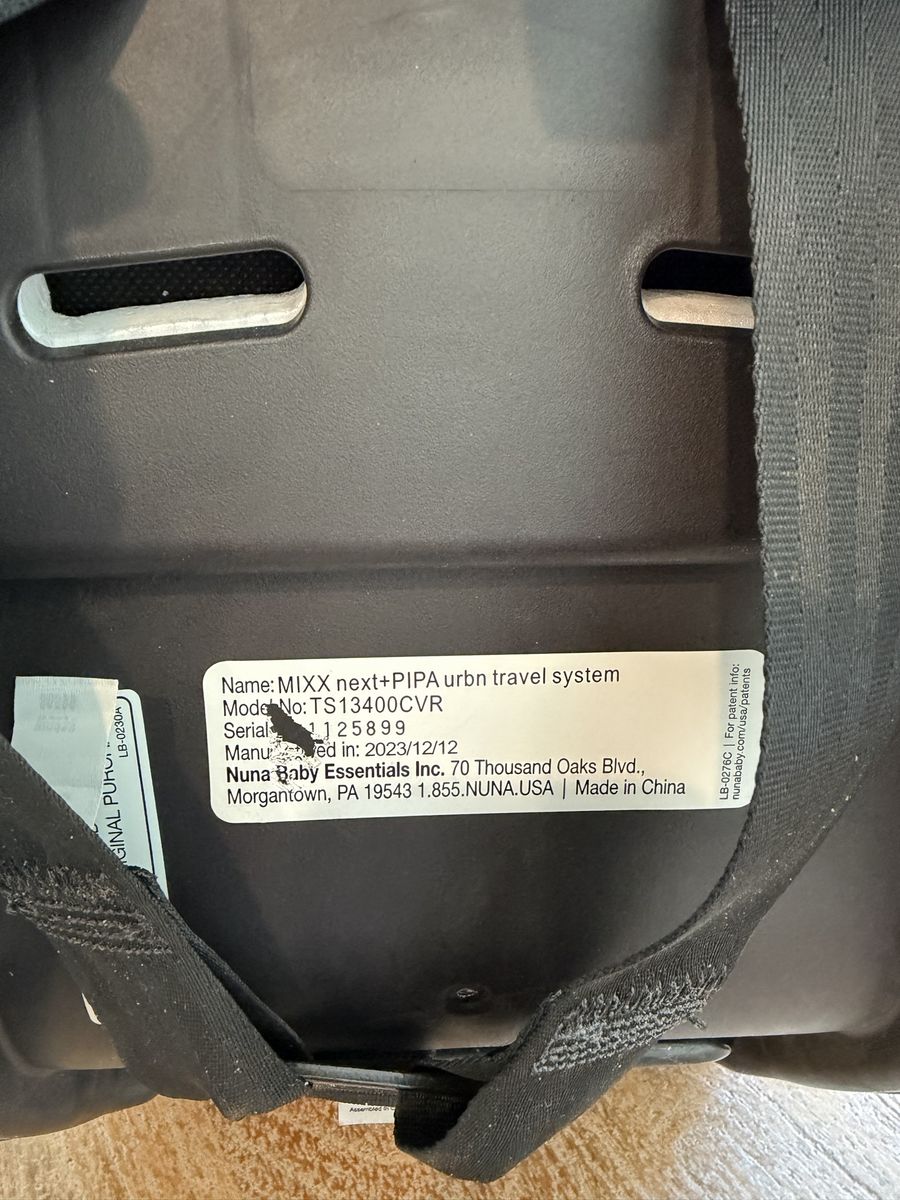 Name: MIXX next+PIPA urbn travel system
Model No: TS13400CVR
Serial 1125899
in: 2023/12/12
Nuna Baby Essentials Inc. 70 Thousand Oaks Blvd.,
Morgantown, PA 19543 1.855.NUNA.USA | Made in China
LB-0276C | For patent info:
nunababy.com/usa/patents
LB-0230A
Assembled in